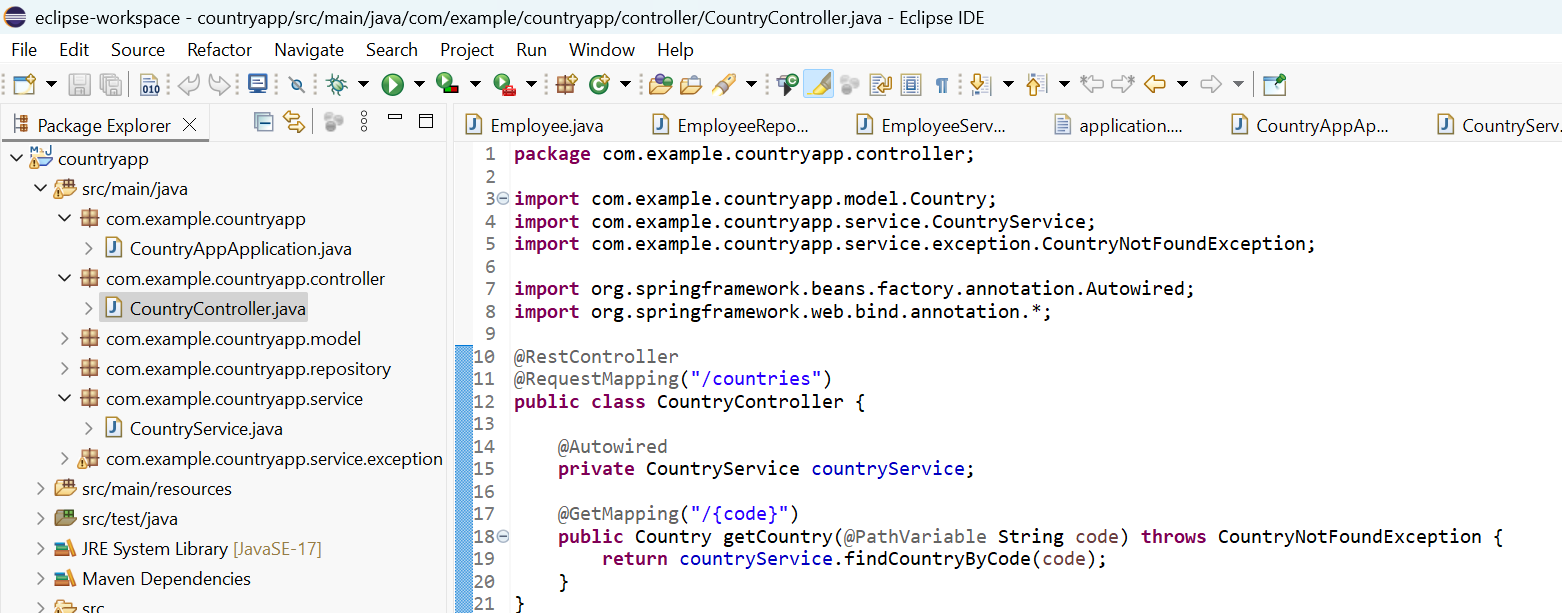 eclipse-workspace - countryapp/src/main/java/com/example/countryapp/controller/CountryController.java - Eclipse IDE
File Edit Source Refactor Navigate Search Project Run Window Help
Package Explorer
countryapp
src/main/java
com.example.countryapp
CountryAppApplication.java
com.example.countryapp.controller
CountryController.java
com.example.countryapp.model
com.example.countryapp.repository
com.example.countryapp.service
CountryService.java
com.example.countryapp.service.exception
src/main/resources
src/test/java
JRE System Library [JavaSE-17]
Maven Dependencies
src
Employee.java EmployeeRepo... EmployeeServ... application.... CountryAppAp... CountryServ.
1 package com.example.countryapp.controller;
2
3 import com.example.countryapp.model.Country;
4 import com.example.countryapp.service.CountryService;
5 import com.example.countryapp.service.exception.CountryNotFoundException;
6
7 import org.springframework.beans.factory.annotation.Autowired;
8 import org.springframework.web.bind.annotation.*;
9
10 @RestController
11 @RequestMapping("/countries")
12 public class CountryController {
13
14     @Autowired
15     private CountryService countryService;
16
17     @GetMapping("/{code}")
18     public Country getCountry(@PathVariable String code) throws CountryNotFoundException {
19         return countryService.findCountryByCode(code);
20     }
21 }